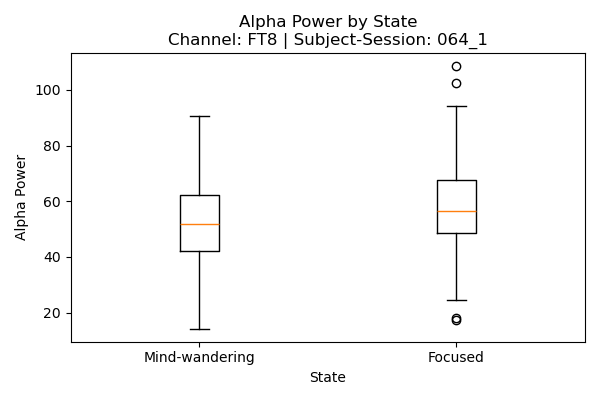 Alpha Power by State
Channel: FT8 | Subject-Session: 064_1
100
80
60
40
20
Alpha Power
Mind-wandering
Focused
State